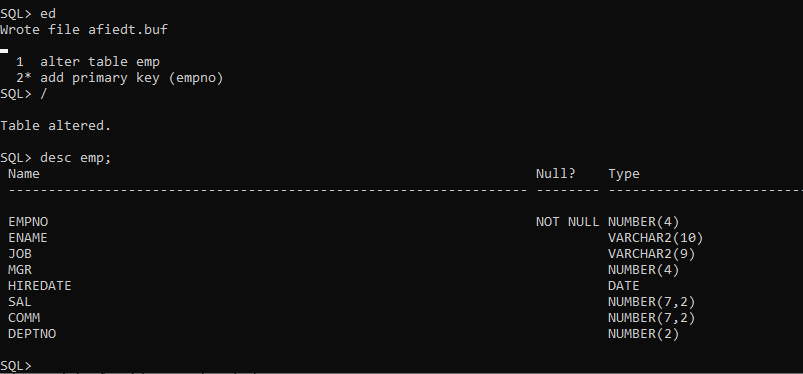 SQL> ed
Wrote file afiedt.buf
1 alter table emp
2* add primary key (empno)
SQL> /
Table altered.
SQL> desc emp;
Name Null? Type
----------------------------------------------------------------- -------- ------------------------
EMPNO NOT NULL NUMBER(4)
ENAME VARCHAR2(10)
JOB VARCHAR2(9)
MGR NUMBER(4)
HIREDATE DATE
SAL NUMBER(7,2)
COMM NUMBER(7,2)
DEPTNO NUMBER(2)
SQL>